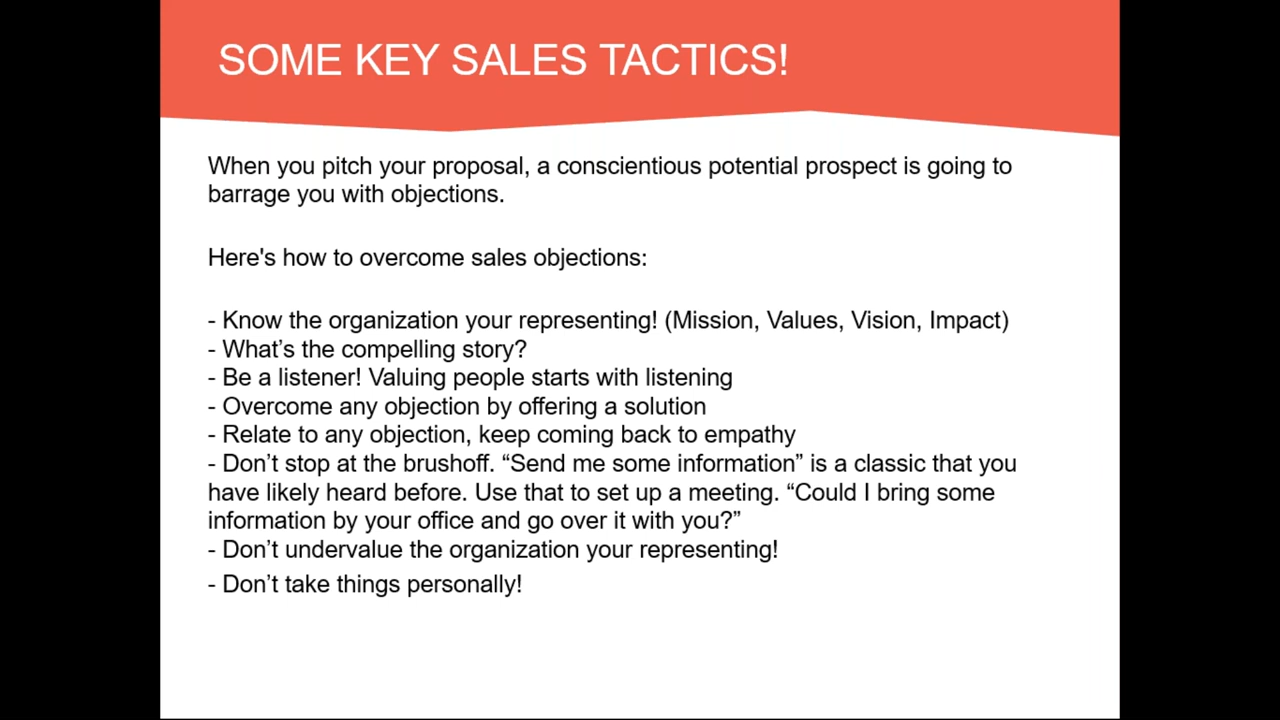 SOME KEY SALES TACTICS!
When you pitch your proposal, a conscientious potential prospect is going to
barrage you with objections.
Here's how to overcome sales objections:
- Know the organization your representing! (Mission, Values, Vision, Impact)
- What’s the compelling story?
- Be a listener! Valuing people starts with listening
- Overcome any objection by offering a solution
- Relate to any objection, keep coming back to empathy
- Don’t stop at the brushoff. “Send me some information” is a classic that you
have likely heard before. Use that to set up a meeting. “Could I bring some
information by your office and go over it with you?”
- Don’t undervalue the organization your representing!
- Don’t take things personally!